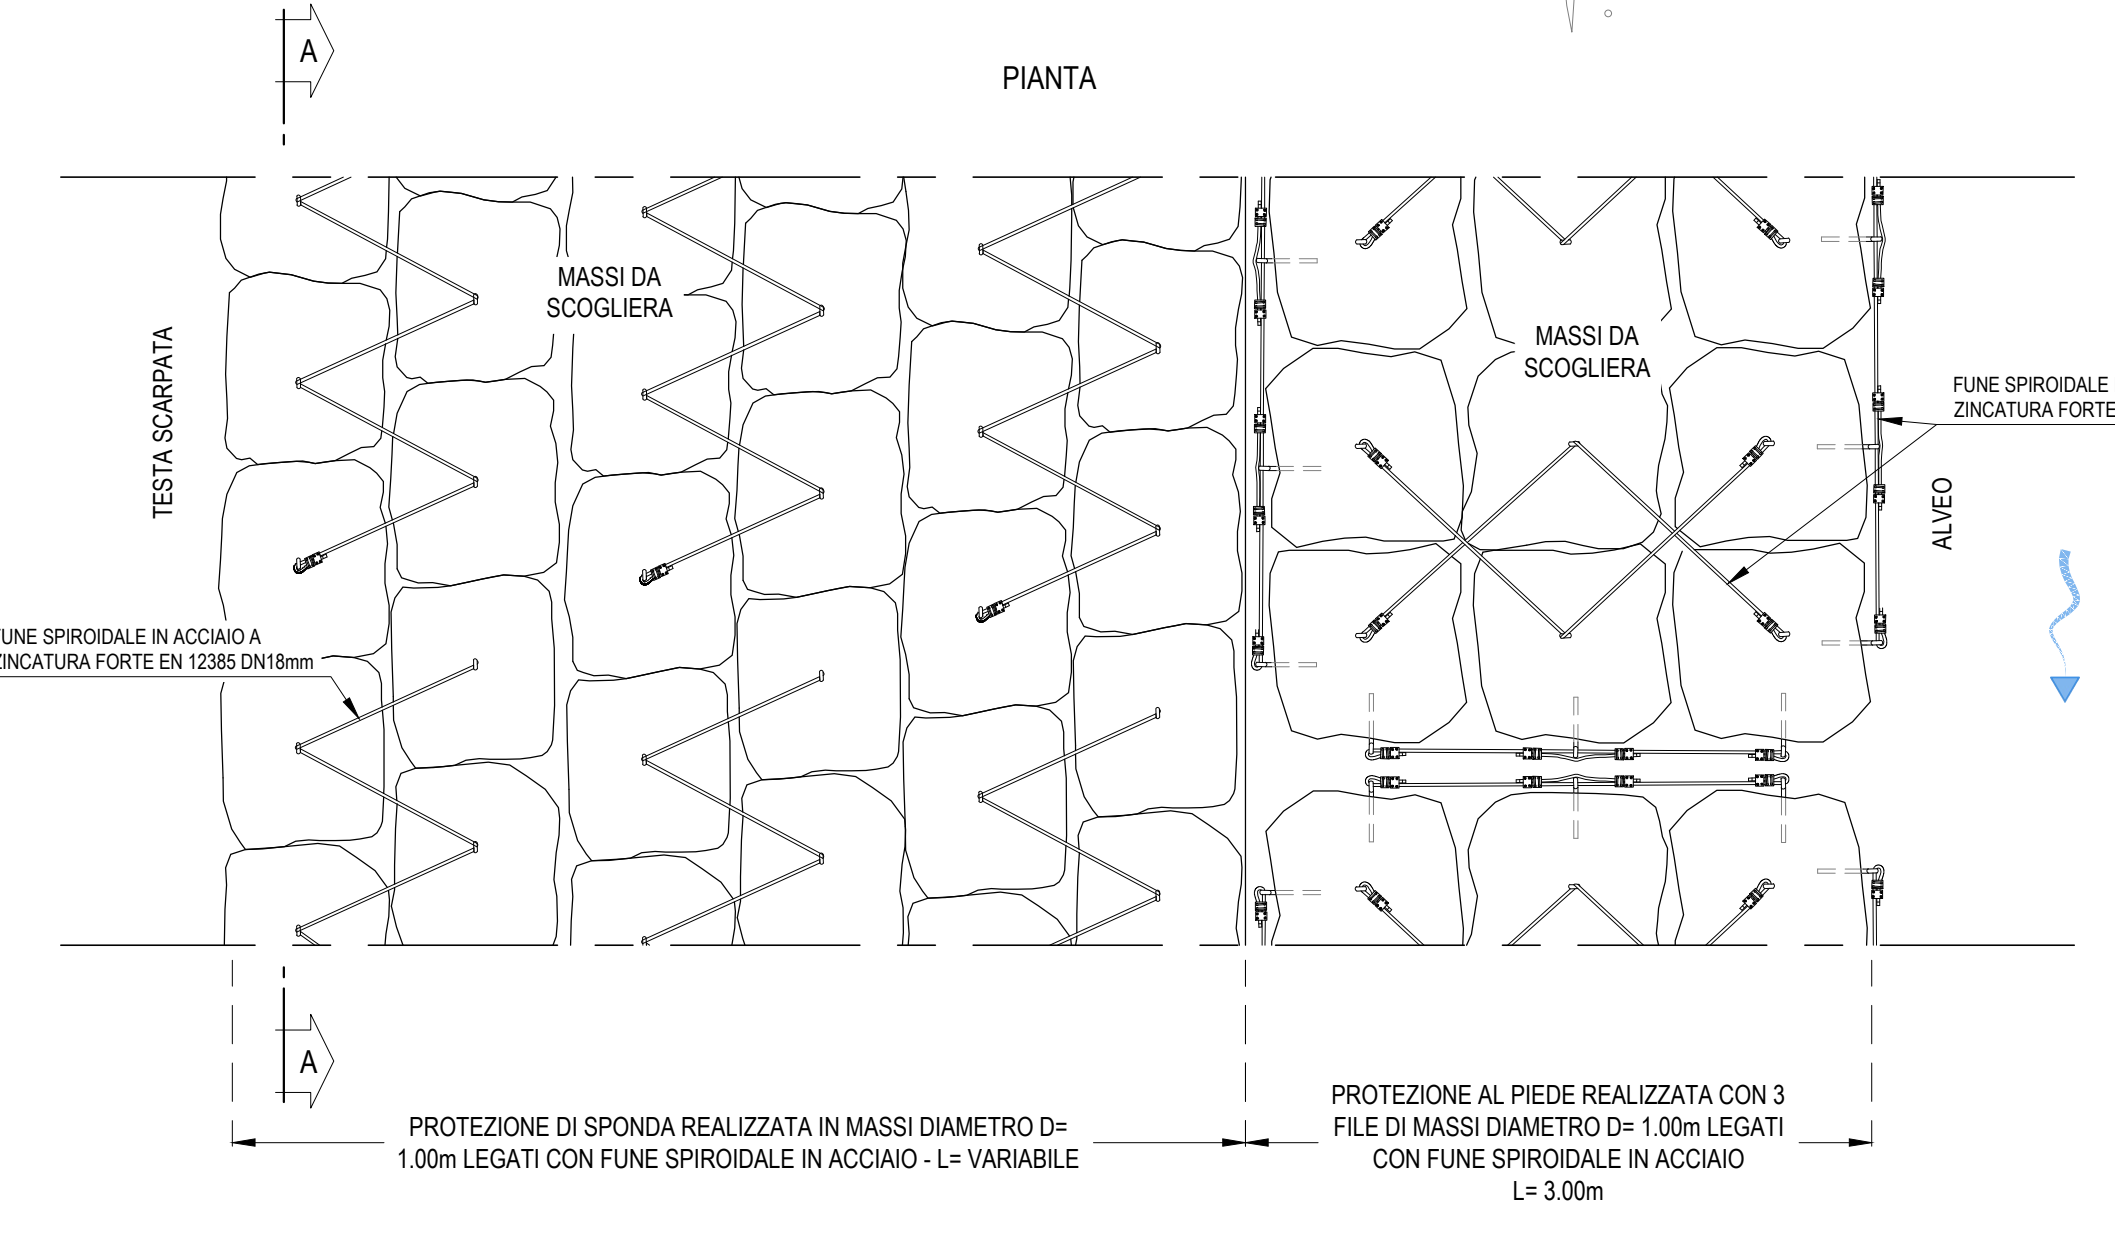 A
PIANTA
MASSI DA
SCOGLIERA
MASSI DA
SCOGLIERA
TESTA SCARPATA
FUNE SPIROIDALE
ZINCATURA FORTE
ALVEO
FUNE SPIROIDALE IN ACCIAIO A
ZINCATURA FORTE EN 12385 DN18mm
A
PROTEZIONE DI SPONDA REALIZZATA IN MASSI DIAMETRO D=
1.00m LEGATI CON FUNE SPIROIDALE IN ACCIAIO - L= VARIABILE
PROTEZIONE AL PIEDE REALIZZATA CON 3
FILE DI MASSI DIAMETRO D= 1.00m LEGATI
CON FUNE SPIROIDALE IN ACCIAIO
L= 3.00m